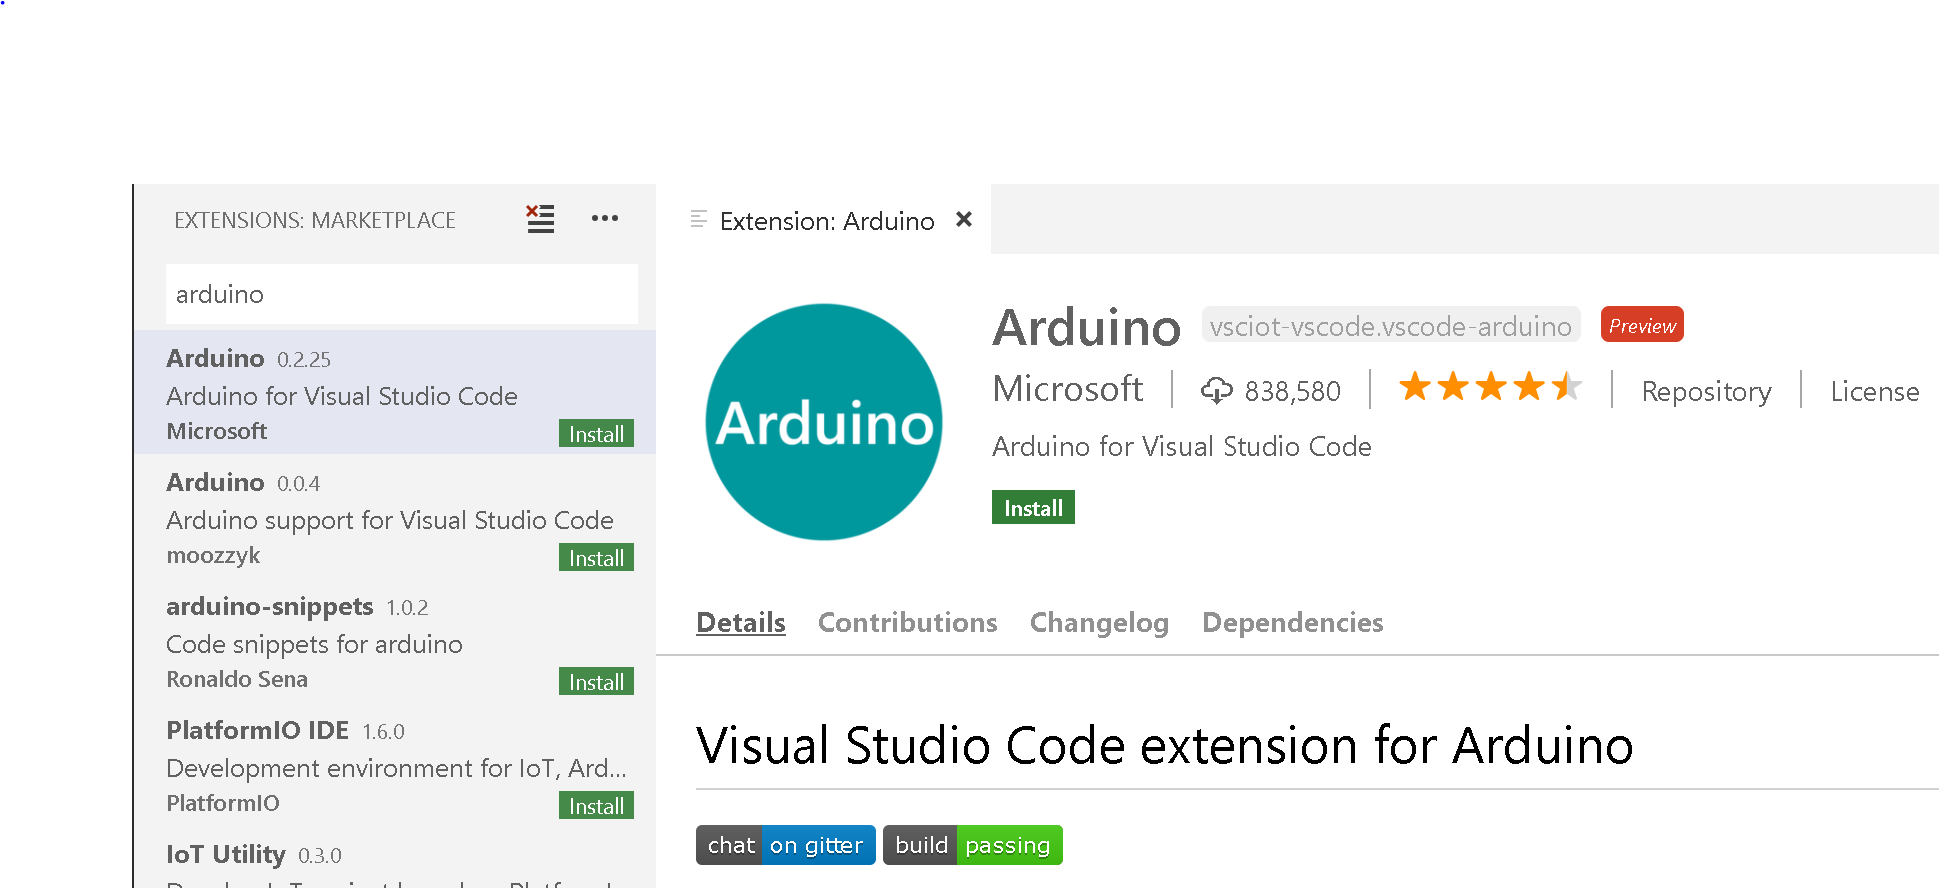 EXTENSIONS: MARKETPLACE
arduino
Arduino 0.2.25
Arduino for Visual Studio Code
Microsoft Install
Arduino 0.0.4
Arduino support for Visual Studio Code
moozzyk Install
arduino-snippets 1.0.2
Code snippets for arduino
Ronaldo Sena Install
PlatformIO IDE 1.6.0
Development environment for IoT, Ard...
PlatformIO Install
IoT Utility 0.3.0
Extension: Arduino
Arduino
Arduino vsciot-vscode.vscode-arduino Preview
Microsoft 838,580 Repository License
Arduino for Visual Studio Code
Install
Details Contributions Changelog Dependencies
Visual Studio Code extension for Arduino
chat on gitter build passing